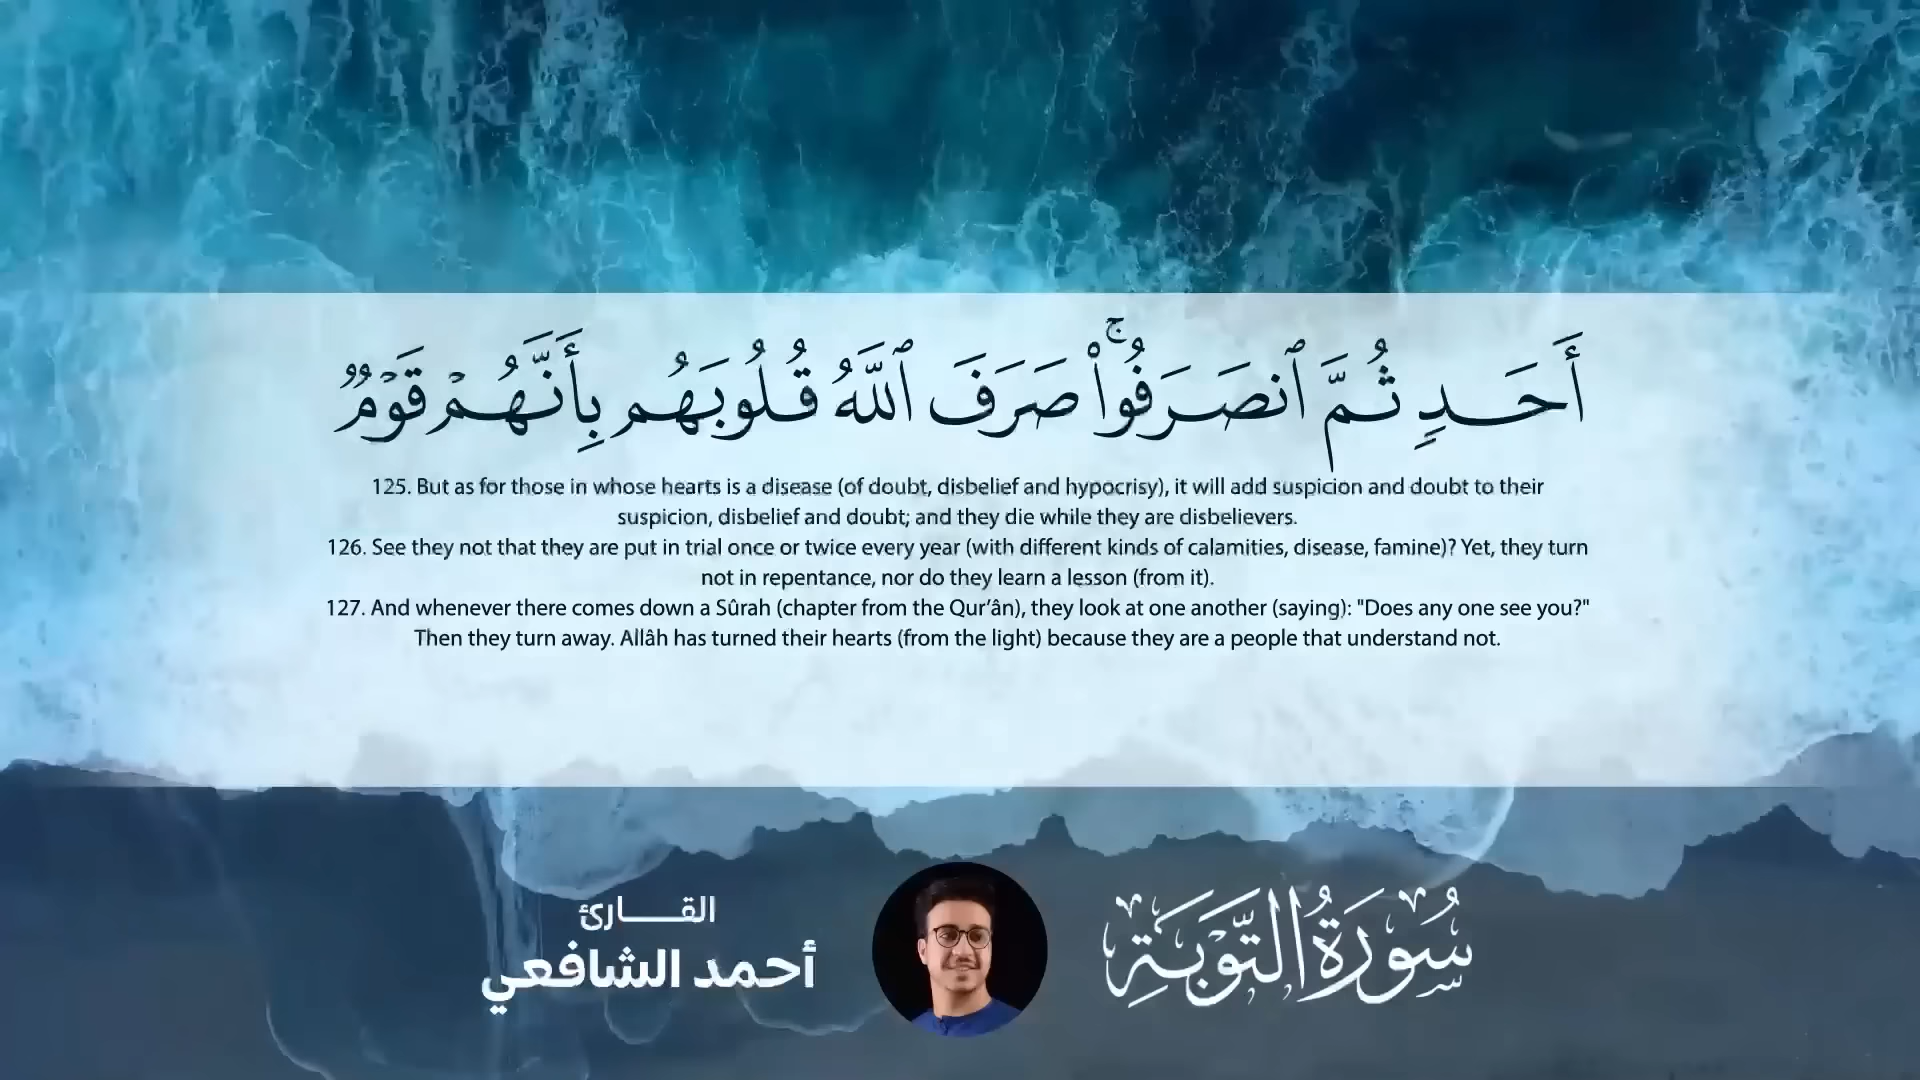 أَحَدٍ ثُمَّ ٱنصَرَفُوا۟ ۚ صَرَفَ ٱللَّهُ قُلُوبَهُم بِأَنَّهُمْ قَوْمٌ
125. But as for those in whose hearts is a disease (of doubt, disbelief and hypocrisy), it will add suspicion and doubt to their
suspicion, disbelief and doubt; and they die while they are disbelievers.
126. See they not that they are put in trial once or twice every year (with different kinds of calamities, disease, famine)? Yet, they turn
not in repentance, nor do they learn a lesson (from it).
127. And whenever there comes down a Sûrah (chapter from the Qur’ân), they look at one another (saying): "Does any one see you?"
Then they turn away. Allâh has turned their hearts (from the light) because they are a people that understand not.
سُورَةُ التَّوْبَةِ
القـــــارئ
أحمد الشافعي